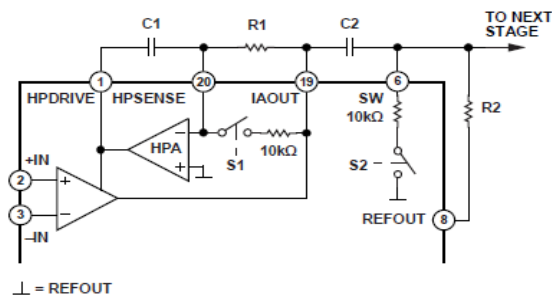 C1
R1
C2
TO NEXT
STAGE
1
20
19
6
HPDRIVE
HPSENSE
IAOUT
SW
10kΩ
R2
HPA
–
+
S1
10kΩ
S2
+IN
2
+
3
–
–IN
REFOUT
8
= REFOUT